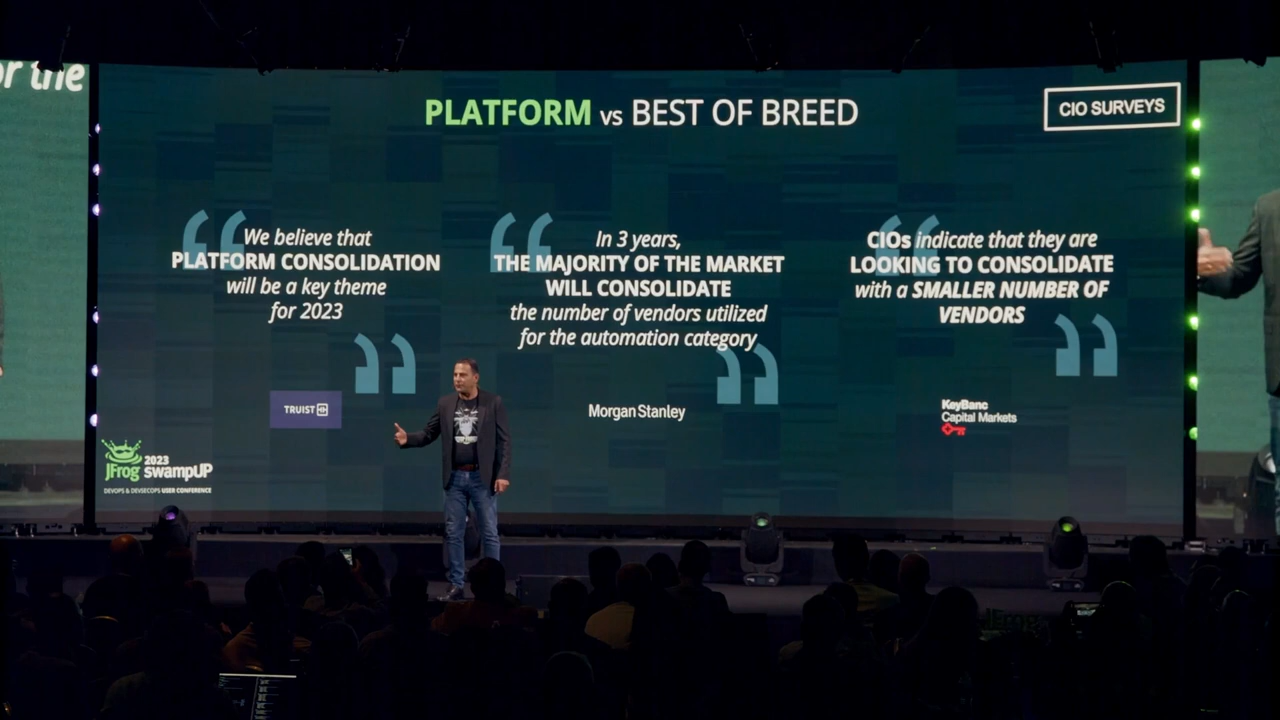 or the
PLATFORM vs BEST OF BREED
CIO SURVEYS
We believe that
PLATFORM CONSOLIDATION
will be a key theme
for 2023
TRUIST
In 3 years,
THE MAJORITY OF THE MARKET
WILL CONSOLIDATE
the number of vendors utilized
for the automation category
Morgan Stanley
CIOs indicate that they are
LOOKING TO CONSOLIDATE
with a SMALLER NUMBER OF
VENDORS
KeyBanc
Capital Markets
JFrog 2023
swampUP
DEVOPS & DEVSECOPS USER CONFERENCE